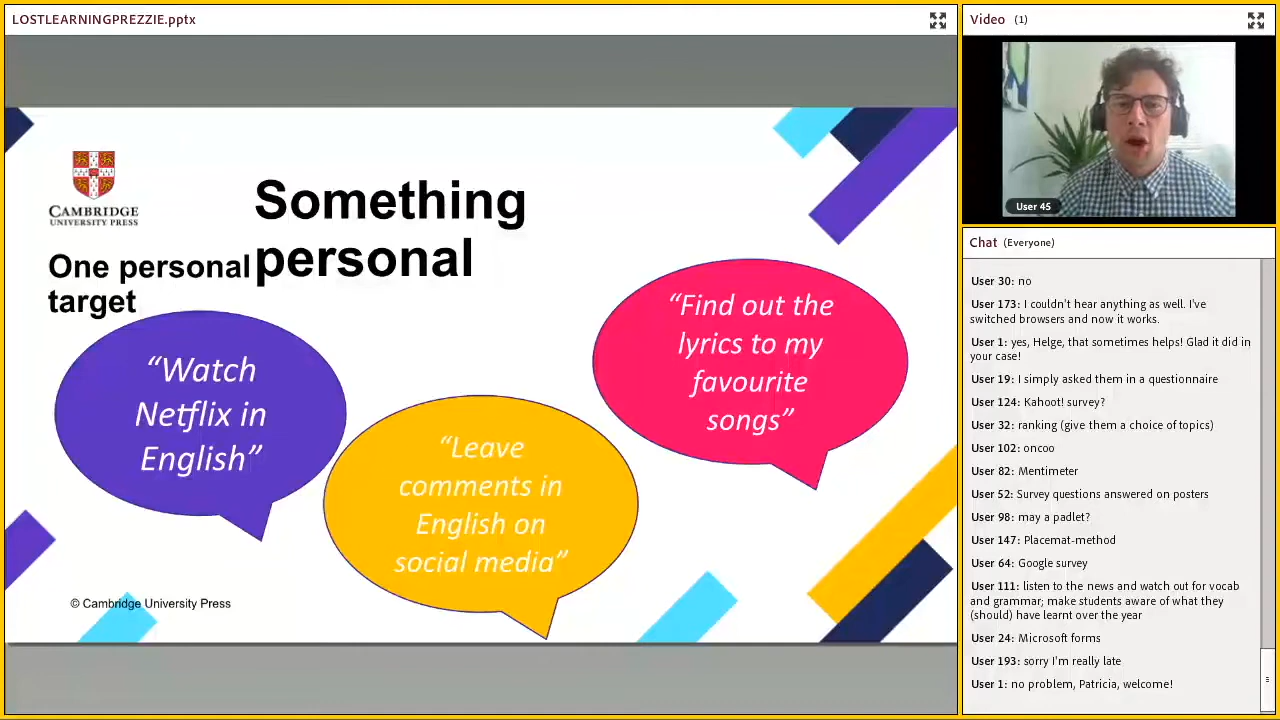 LOSTLEARNINGPREZZIE.pptx
CAMBRIDGE
UNIVERSITY PRESS
Something
personal
One personal
target
“Watch
Netflix in
English”
“Leave
comments in
English on
social media”
“Find out the
lyrics to my
favourite
songs”
© Cambridge University Press
Video (1)
User 45
Chat (Everyone)
User 30: no
User 173: I couldn't hear anything as well. I've
switched browsers and now it works.
User 1: yes, Helge, that sometimes helps! Glad it did in
your case!
User 19: I simply asked them in a questionnaire
User 124: Kahoot! survey?
User 32: ranking (give them a choice of topics)
User 102: oncoo
User 82: Mentimeter
User 52: Survey questions answered on posters
User 98: may a padlet?
User 147: Placemat-method
User 64: Google survey
User 111: listen to the news and watch out for vocab
and grammar; make students aware of what they
(should) have learnt over the year
User 24: Microsoft forms
User 193: sorry I'm really late
User 1: no problem, Patricia, welcome!